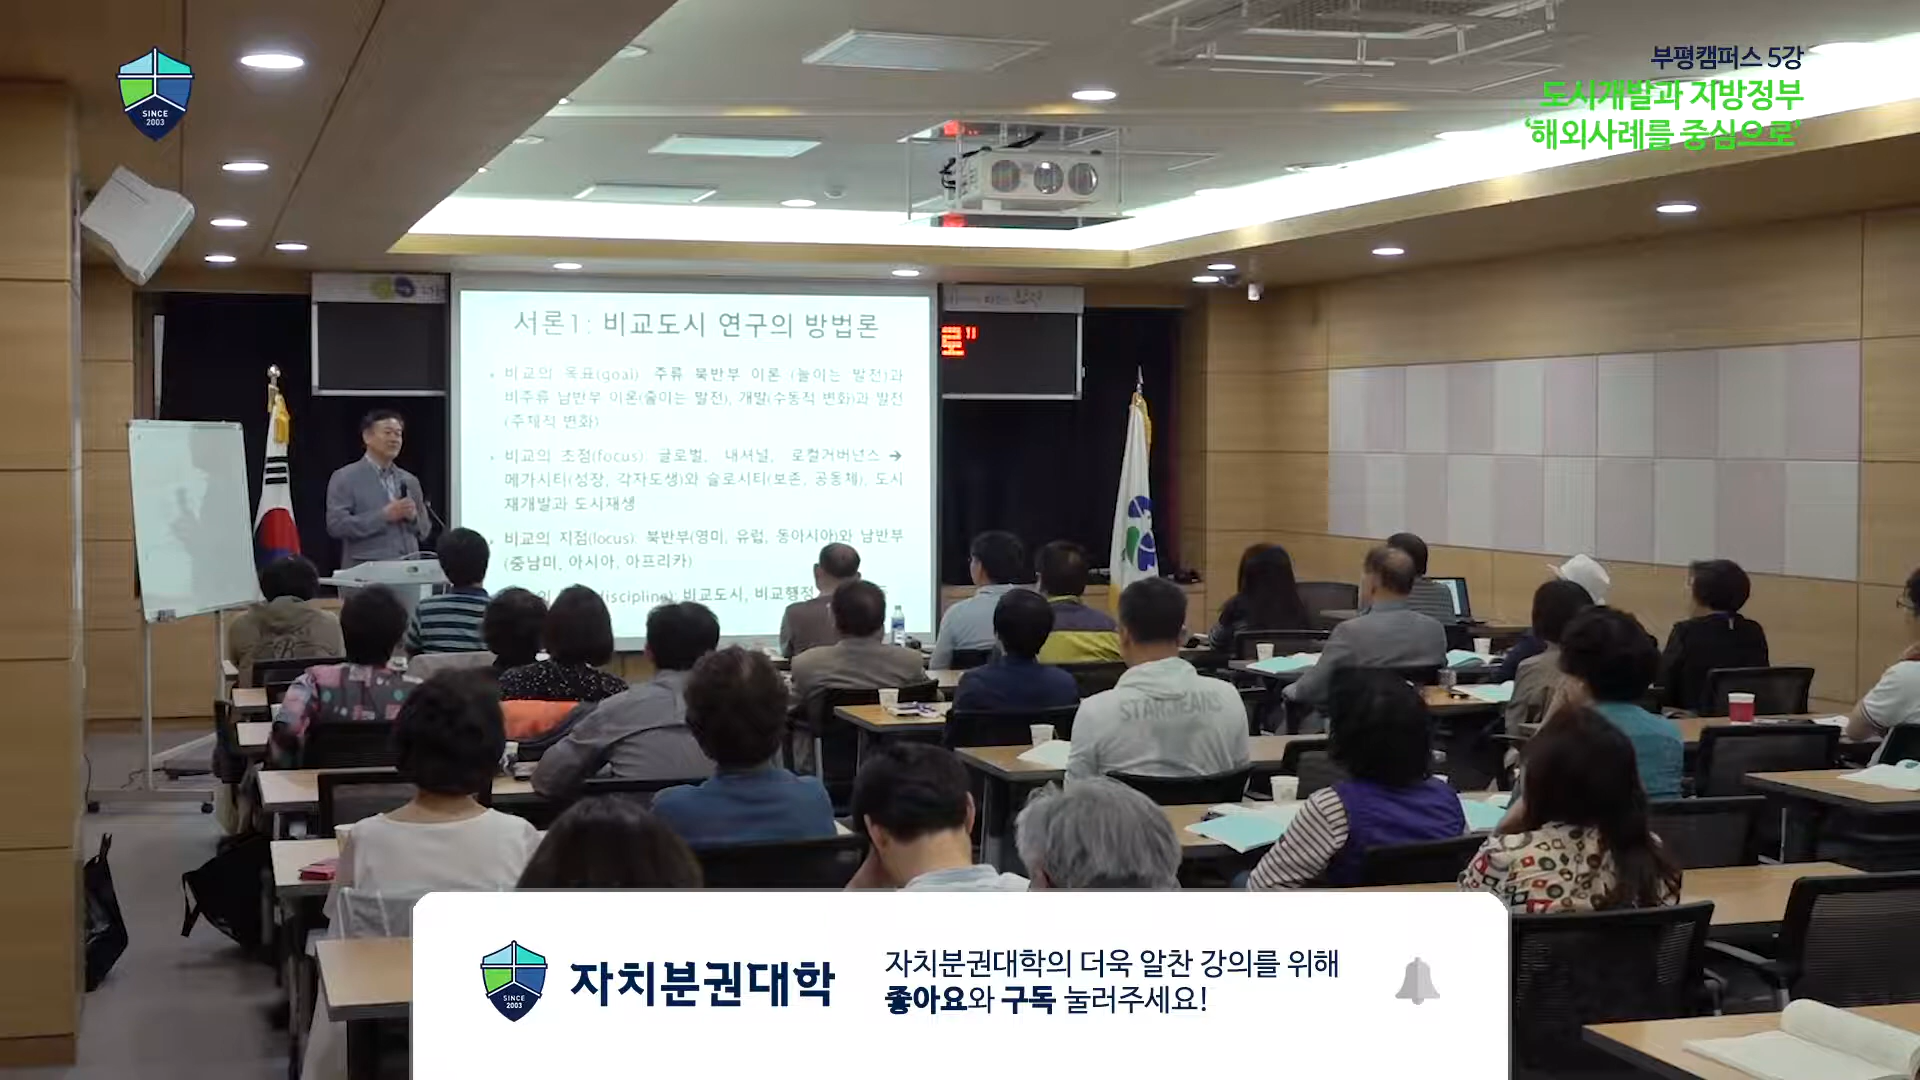 SINCE
2003
부평캠퍼스 5강
도시개발과 지방정부
'해외사례를 중심으로'
로"
서론1: 비교도시 연구의 방법론
비교의 목표(goal): 주류 북반부 이론 (늘이는 발전)과
비주류 남반부 이론(줄이는 발전), 개발(수동적 변화)과 발전
(주체적 변화)
비교의 초점(focus): 글로벌, 내셔널, 로컬거버넌스 →
메가시티(성장, 각자도생)와 슬로시티(보존, 공동체), 도시
재개발과 도시재생
비교의 지점(locus): 북반부(영미, 유럽, 동아시아)와 남반부
(중남미, 아시아, 아프리카)
discipline): 비교도시, 비교행정
STAR JEANS
SINCE
2003
자치분권대학
자치분권대학의 더욱 알찬 강의를 위해
좋아요와 구독 눌러주세요!